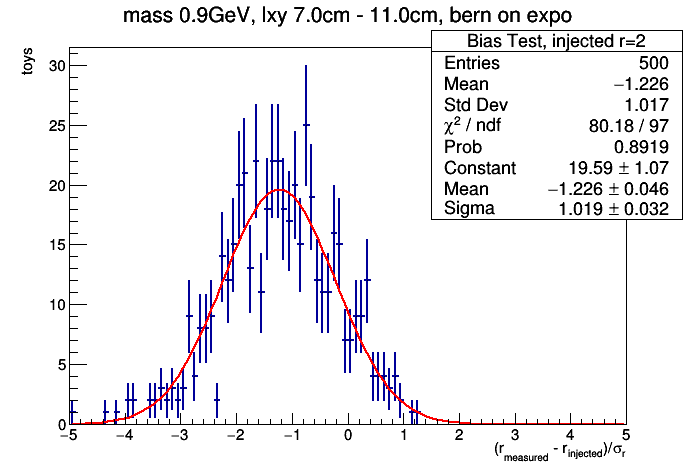 mass 0.9GeV, lxy 7.0cm - 11.0cm, bern on expo
Bias Test, injected r=2
Entries 500
Mean −1.226
Std Dev 1.017
χ² / ndf 80.18 / 97
Prob 0.8919
Constant 19.59 ± 1.07
Mean −1.226 ± 0.046
Sigma 1.019 ± 0.032
toys
30
25
20
15
10
5
0
−5 −4 −3 −2 −1 0 1 2 3 4 5
(r_measured - r_injected)/σ_r